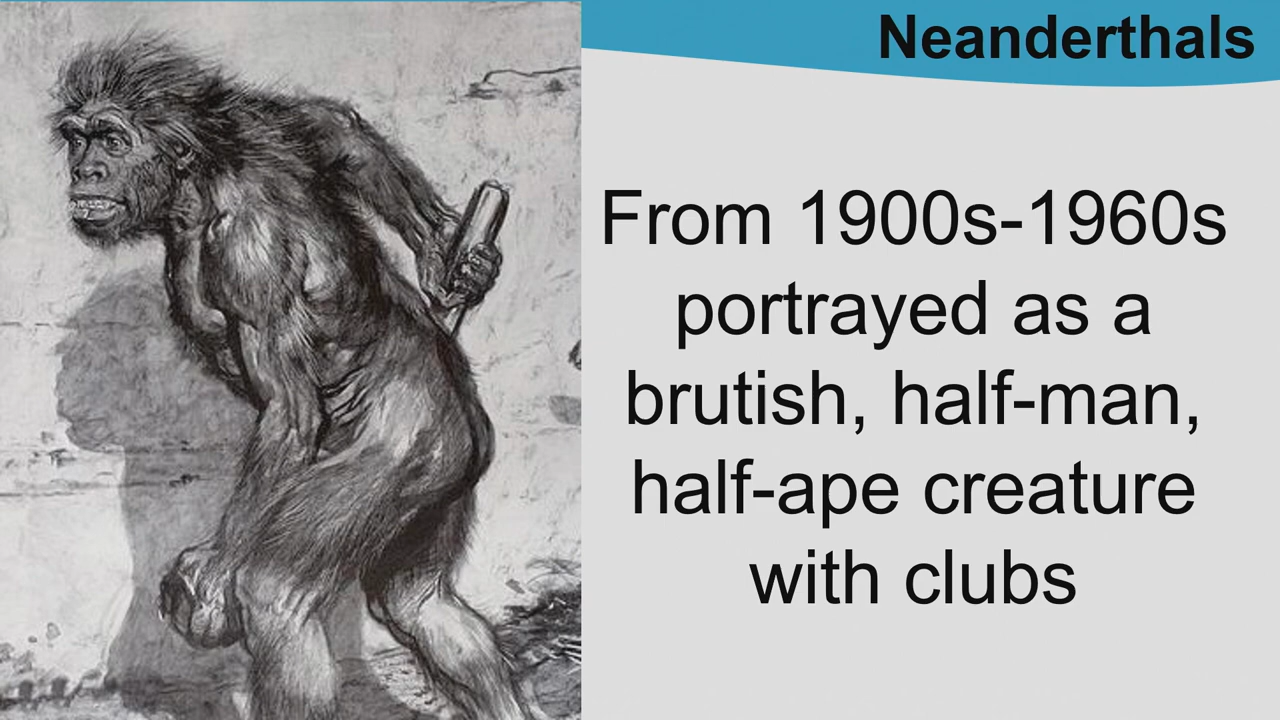 Neanderthals
From 1900s-1960s
portrayed as a
brutish, half-man,
half-ape creature
with clubs